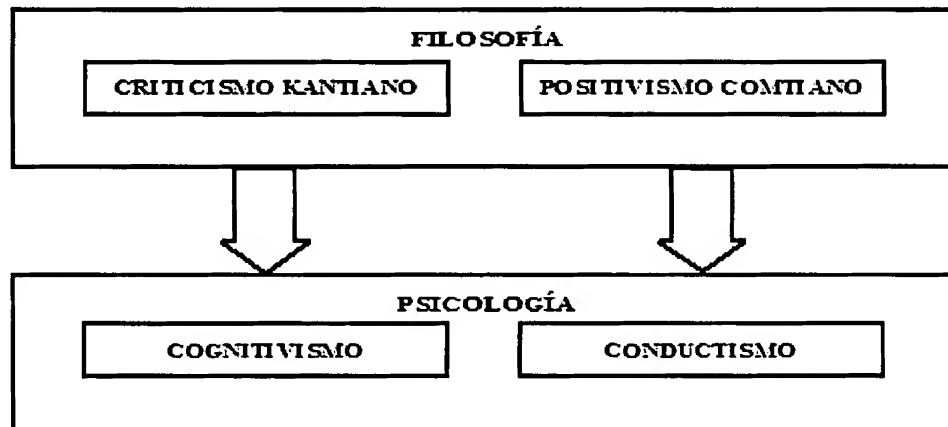 FILOSOFÍA
CRITICISMO KANTIANO
POSITIVISMO COMTIANO
PSICOLOGÍA
COGNITIVISMO
CONDUCTISMO